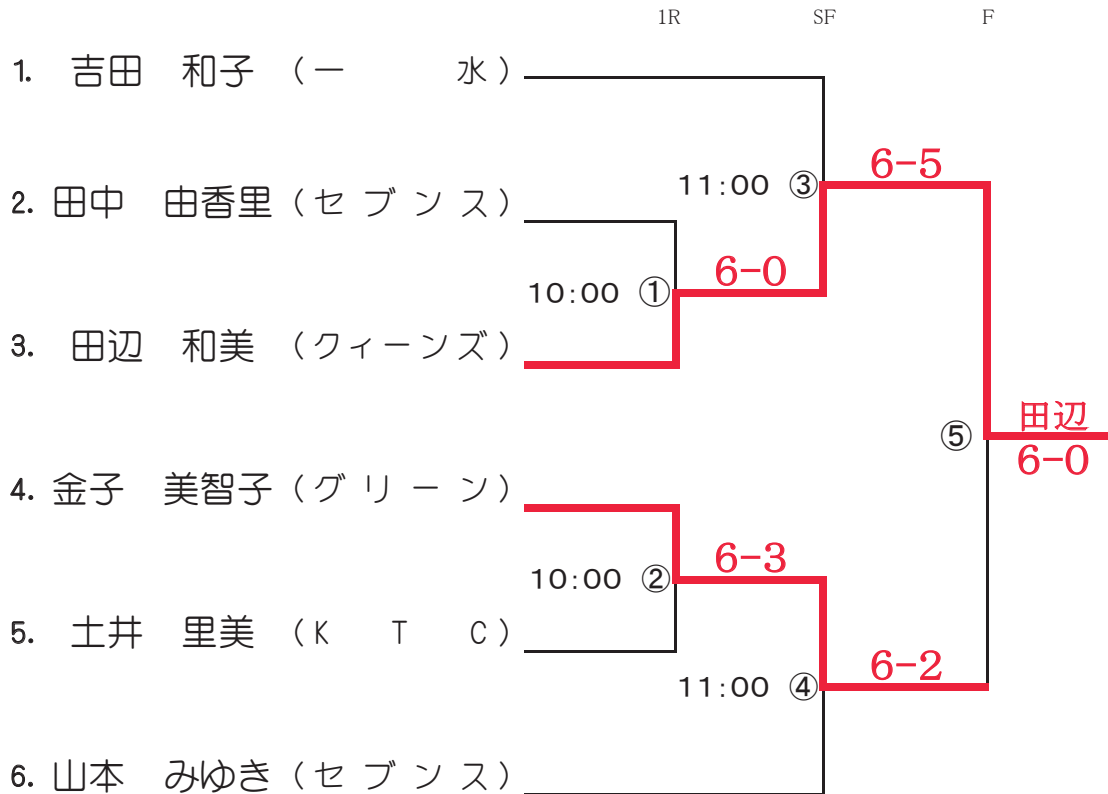 1R SF F
1. 吉田 和子 (一 水)
11:00 ③ 6-5
2. 田中 由香里 (セブンス)
10:00 ① 6-0
3. 田辺 和美 (クィーンズ)
田辺
⑤ 6-0
4. 金子 美智子 (グリーン)
10:00 ② 6-3
5. 土井 里美 (K T C)
11:00 ④ 6-2
6. 山本 みゆき (セブンス)